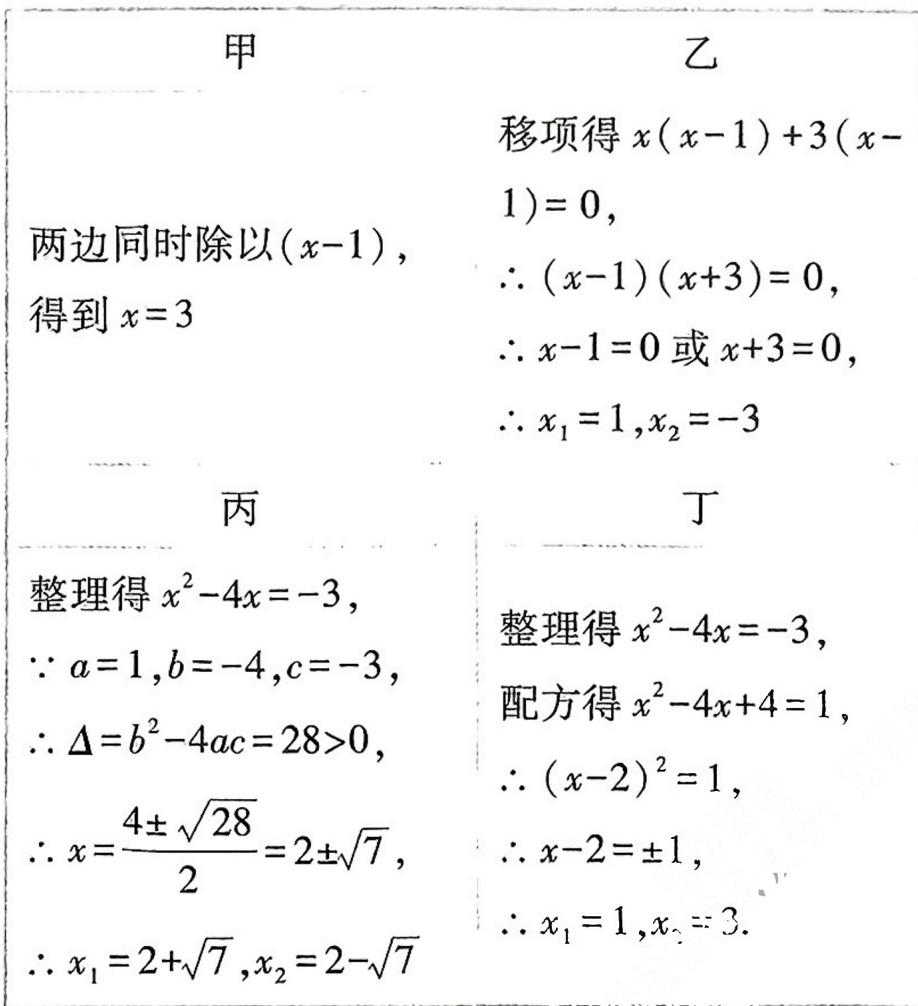 甲
两边同时除以(x-1),
得到 x=3
乙
移项得 x(x-1)+3(x-
1)=0,
∴ (x-1)(x+3)=0,
∴ x-1=0 或 x+3=0,
∴ x₁=1,x₂=-3
丙
整理得 x²-4x=-3,
∵ a=1,b=-4,c=-3,
∴ Δ=b²-4ac=28>0,
∴ x=(4±√28)/2=2±√7,
∴ x₁=2+√7,x₂=2-√7
丁
整理得 x²-4x=-3,
配方得 x²-4x+4=1,
∴ (x-2)²=1,
∴ x-2=±1,
∴ x₁=1,x₂=3.